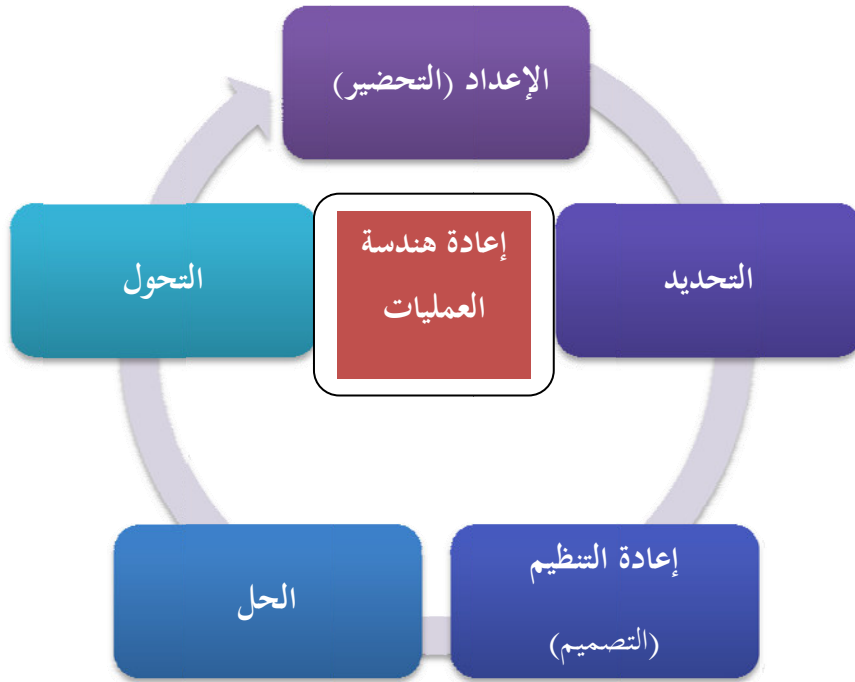 الإعداد (التحضير)
إعادة هندسة
العمليات
التحديد
التحول
إعادة التنظيم
(التصميم)
الحل